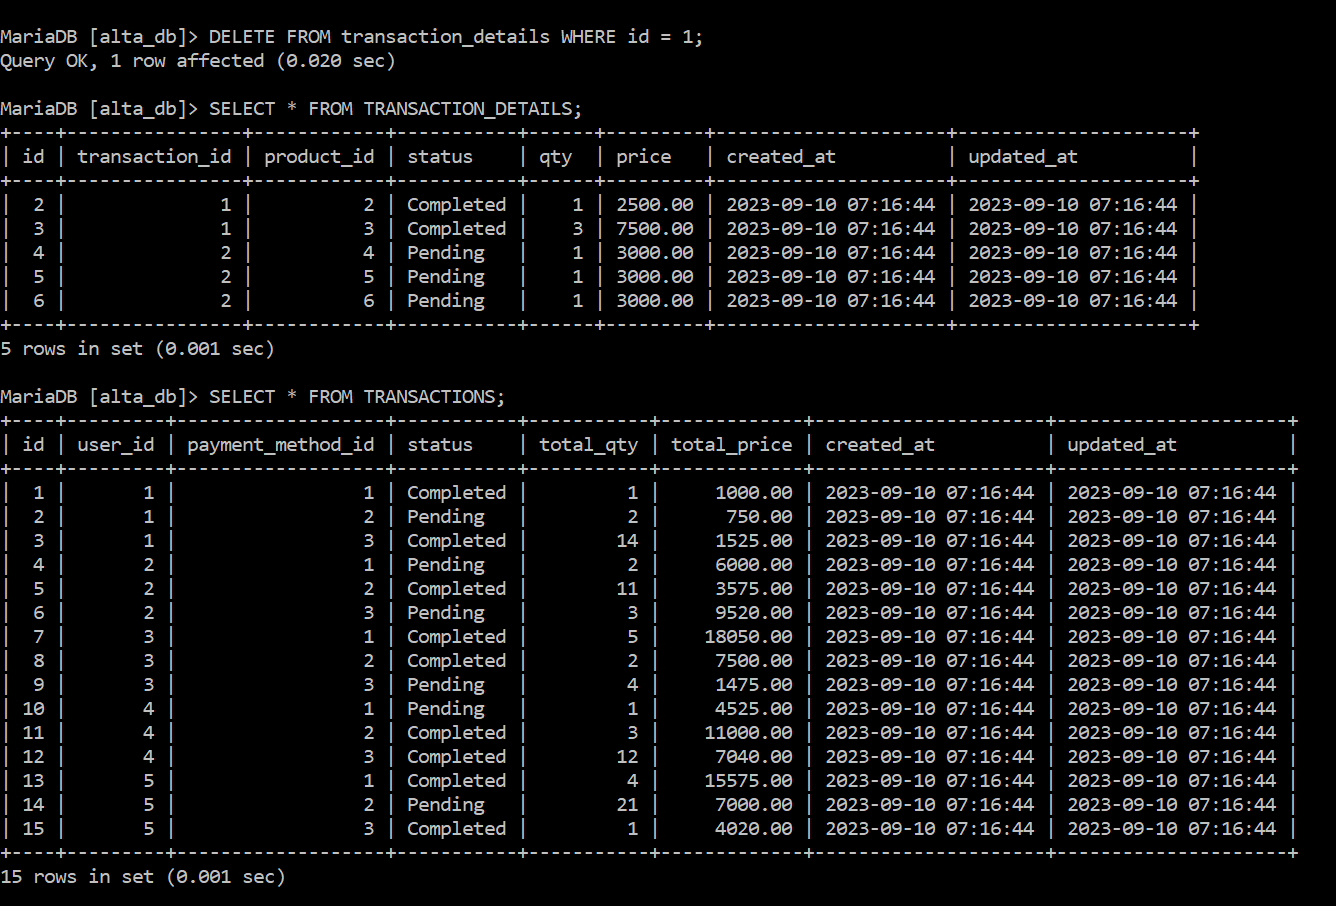 MariaDB [alta_db]> DELETE FROM transaction_details WHERE id = 1;
Query OK, 1 row affected (0.020 sec)

MariaDB [alta_db]> SELECT * FROM TRANSACTION_DETAILS;
+----+----------------+------------+-----------+------+---------+---------------------+---------------------+
| id | transaction_id | product_id | status    | qty  | price   | created_at          | updated_at          |
+----+----------------+------------+-----------+------+---------+---------------------+---------------------+
|  2 |              1 |          2 | Completed |    1 | 2500.00 | 2023-09-10 07:16:44 | 2023-09-10 07:16:44 |
|  3 |              1 |          3 | Completed |    3 | 7500.00 | 2023-09-10 07:16:44 | 2023-09-10 07:16:44 |
|  4 |              2 |          4 | Pending   |    1 | 3000.00 | 2023-09-10 07:16:44 | 2023-09-10 07:16:44 |
|  5 |              2 |          5 | Pending   |    1 | 3000.00 | 2023-09-10 07:16:44 | 2023-09-10 07:16:44 |
|  6 |              2 |          6 | Pending   |    1 | 3000.00 | 2023-09-10 07:16:44 | 2023-09-10 07:16:44 |
+----+----------------+------------+-----------+------+---------+---------------------+---------------------+
5 rows in set (0.001 sec)

MariaDB [alta_db]> SELECT * FROM TRANSACTIONS;
+----+---------+-------------------+-----------+-----------+-------------+---------------------+---------------------+
| id | user_id | payment_method_id | status    | total_qty | total_price | created_at          | updated_at          |
+----+---------+-------------------+-----------+-----------+-------------+---------------------+---------------------+
|  1 |       1 |                 1 | Completed |         1 |     1000.00 | 2023-09-10 07:16:44 | 2023-09-10 07:16:44 |
|  2 |       1 |                 2 | Pending   |         2 |      750.00 | 2023-09-10 07:16:44 | 2023-09-10 07:16:44 |
|  3 |       1 |                 3 | Completed |        14 |     1525.00 | 2023-09-10 07:16:44 | 2023-09-10 07:16:44 |
|  4 |       2 |                 1 | Pending   |         2 |     6000.00 | 2023-09-10 07:16:44 | 2023-09-10 07:16:44 |
|  5 |       2 |                 2 | Completed |        11 |     3575.00 | 2023-09-10 07:16:44 | 2023-09-10 07:16:44 |
|  6 |       2 |                 3 | Pending   |         3 |     9520.00 | 2023-09-10 07:16:44 | 2023-09-10 07:16:44 |
|  7 |       3 |                 1 | Completed |         5 |    18050.00 | 2023-09-10 07:16:44 | 2023-09-10 07:16:44 |
|  8 |       3 |                 2 | Completed |         2 |     7500.00 | 2023-09-10 07:16:44 | 2023-09-10 07:16:44 |
|  9 |       3 |                 3 | Pending   |         4 |     1475.00 | 2023-09-10 07:16:44 | 2023-09-10 07:16:44 |
| 10 |       4 |                 1 | Pending   |         1 |     4525.00 | 2023-09-10 07:16:44 | 2023-09-10 07:16:44 |
| 11 |       4 |                 2 | Completed |         3 |    11000.00 | 2023-09-10 07:16:44 | 2023-09-10 07:16:44 |
| 12 |       4 |                 3 | Completed |        12 |     7040.00 | 2023-09-10 07:16:44 | 2023-09-10 07:16:44 |
| 13 |       5 |                 1 | Completed |         4 |    15575.00 | 2023-09-10 07:16:44 | 2023-09-10 07:16:44 |
| 14 |       5 |                 2 | Pending   |        21 |     7000.00 | 2023-09-10 07:16:44 | 2023-09-10 07:16:44 |
| 15 |       5 |                 3 | Completed |         1 |     4020.00 | 2023-09-10 07:16:44 | 2023-09-10 07:16:44 |
+----+---------+-------------------+-----------+-----------+-------------+---------------------+---------------------+
15 rows in set (0.001 sec)